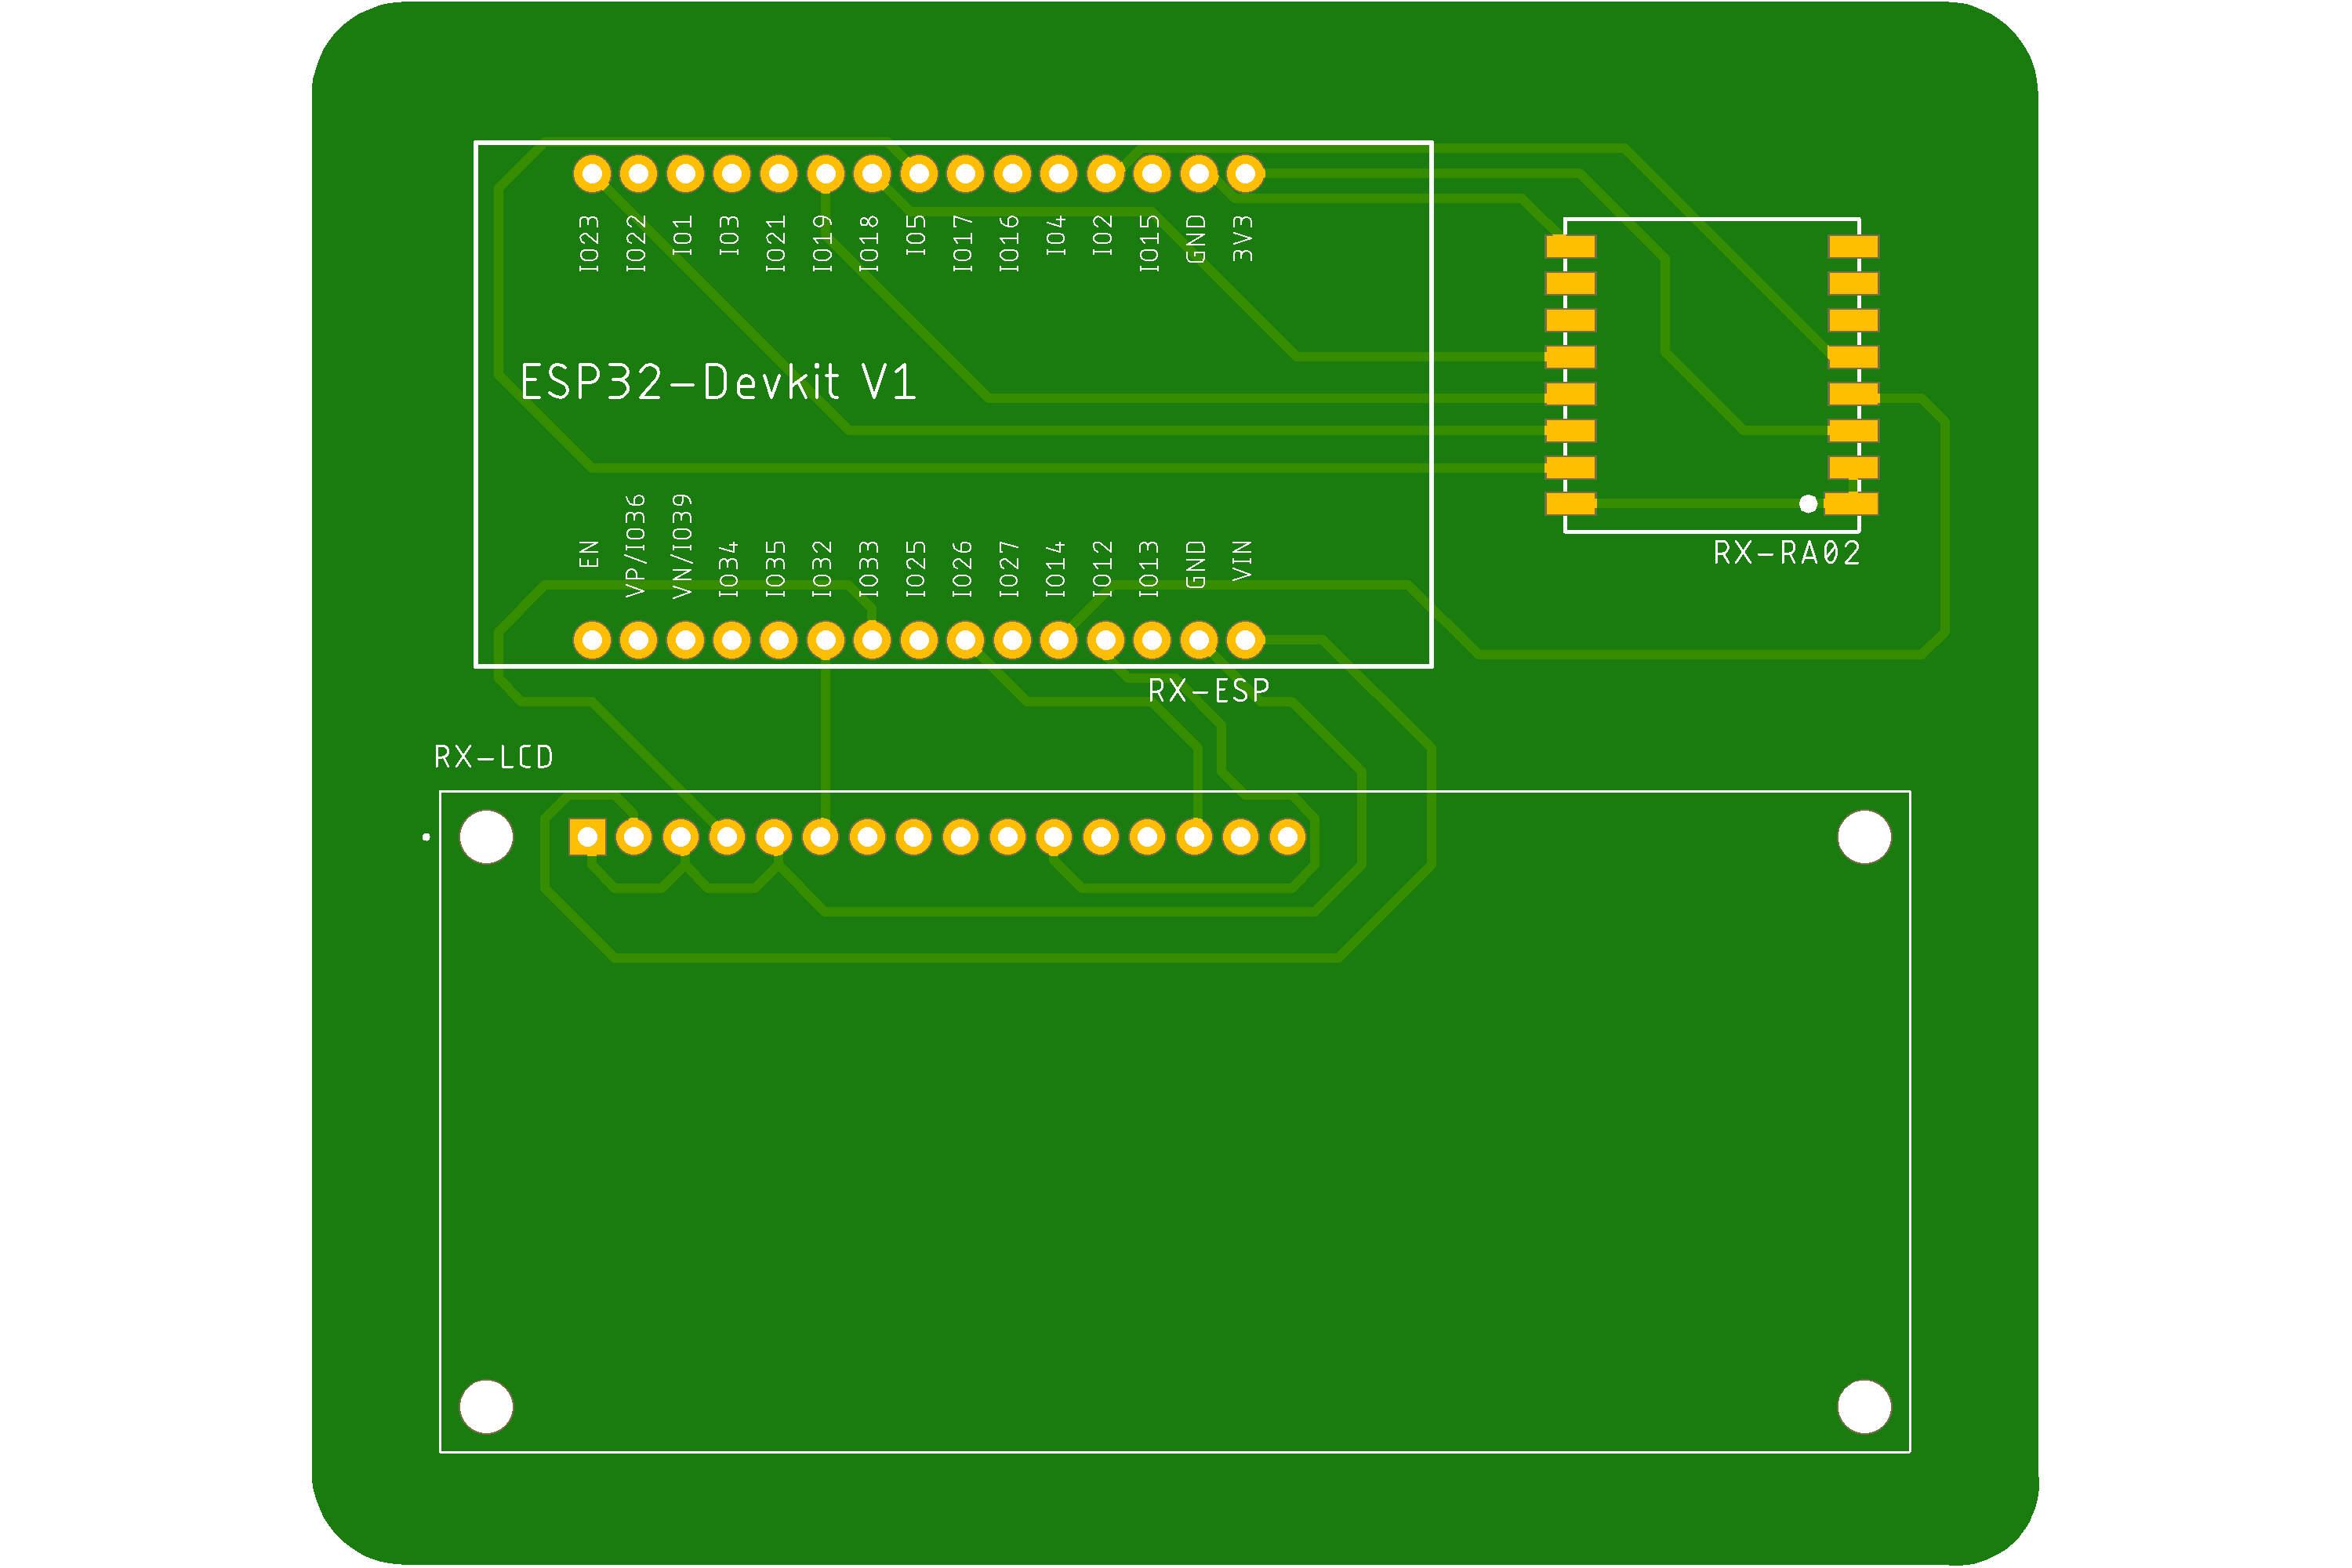 IO23
IO22
IO1
IO3
IO21
IO19
IO18
IO5
IO17
IO16
IO4
IO2
IO15
GND
3V3
ESP32-Devkit V1
EN
VP/IO36
VN/IO39
IO34
IO35
IO32
IO33
IO25
IO26
IO27
IO14
IO12
IO13
GND
VIN
RX-RA02
RX-ESP
RX-LCD